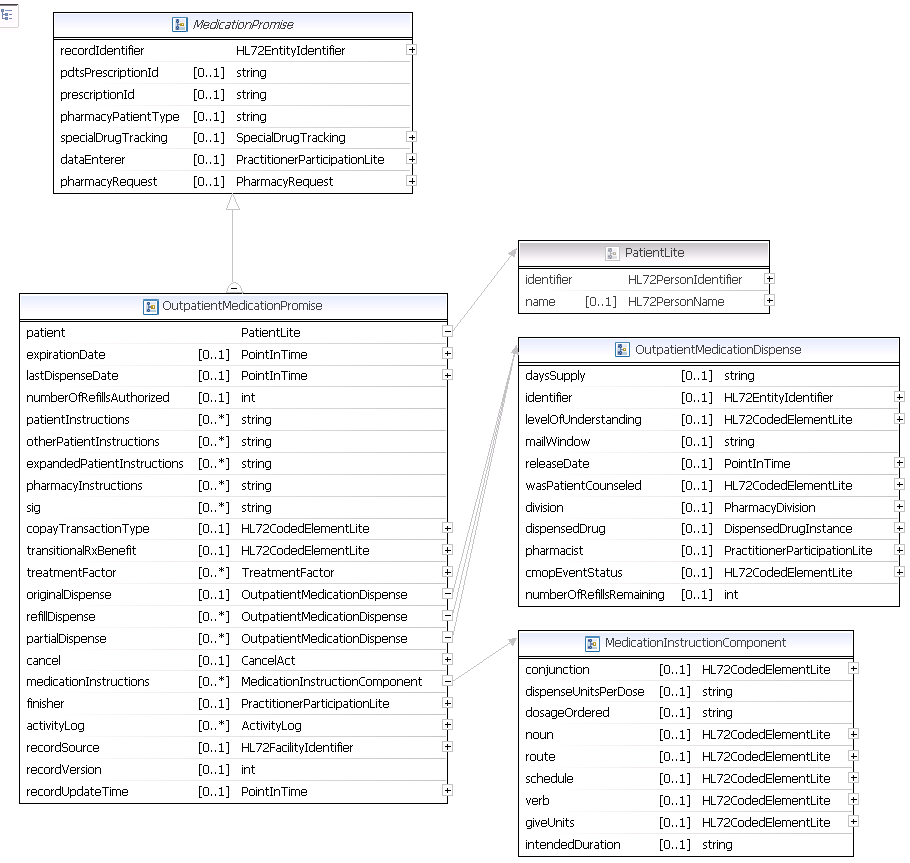 MedicationPromise
recordIdentifier HL72EntityIdentifier
pdtsPrescriptionId [0..1] string
prescriptionId [0..1] string
pharmacyPatientType [0..1] string
specialDrugTracking [0..1] SpecialDrugTracking
dataEnterer [0..1] PractitionerParticipationLite
pharmacyRequest [0..1] PharmacyRequest
OutpatientMedicationPromise
patient PatientLite
expirationDate [0..1] PointInTime
lastDispenseDate [0..1] PointInTime
numberOfRefillsAuthorized [0..1] int
patientInstructions [0..*] string
otherPatientInstructions [0..*] string
expandedPatientInstructions [0..*] string
pharmacyInstructions [0..*] string
sig [0..*] string
copayTransactionType [0..1] HL72CodedElementLite
transitionalRxBenefit [0..1] HL72CodedElementLite
treatmentFactor [0..*] TreatmentFactor
originalDispense [0..1] OutpatientMedicationDispense
refillDispense [0..*] OutpatientMedicationDispense
partialDispense [0..*] OutpatientMedicationDispense
cancel [0..1] CancelAct
medicationInstructions [0..*] MedicationInstructionComponent
finisher [0..1] PractitionerParticipationLite
activityLog [0..*] ActivityLog
recordSource [0..1] HL72FacilityIdentifier
recordVersion [0..1] int
recordUpdateTime [0..1] PointInTime
PatientLite
identifier HL72PersonIdentifier
name [0..1] HL72PersonName
OutpatientMedicationDispense
daysSupply [0..1] string
identifier [0..1] HL72EntityIdentifier
levelOfUnderstanding [0..1] HL72CodedElementLite
mailWindow [0..1] string
releaseDate [0..1] PointInTime
wasPatientCounseled [0..1] HL72CodedElementLite
division [0..1] PharmacyDivision
dispensedDrug [0..1] DispensedDrugInstance
pharmacist [0..1] PractitionerParticipationLite
cmopEventStatus [0..1] HL72CodedElementLite
numberOfRefillsRemaining [0..1] int
MedicationInstructionComponent
conjunction [0..1] HL72CodedElementLite
dispenseUnitsPerDose [0..1] string
dosageOrdered [0..1] string
noun [0..1] HL72CodedElementLite
route [0..1] HL72CodedElementLite
schedule [0..1] HL72CodedElementLite
verb [0..1] HL72CodedElementLite
giveUnits [0..1] HL72CodedElementLite
intendedDuration [0..1] string